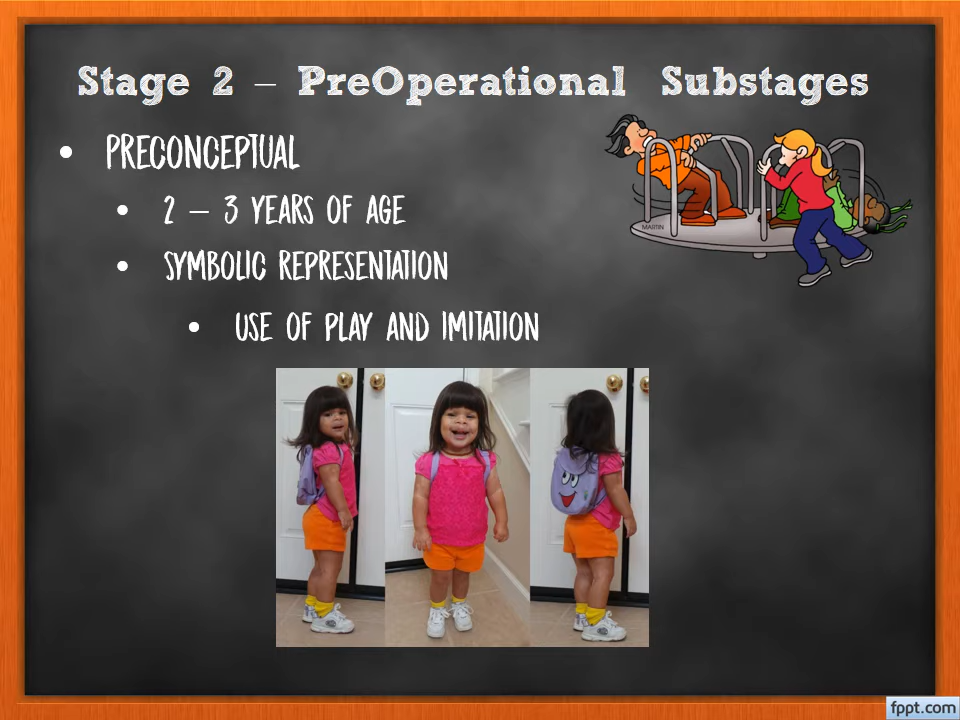 Stage 2 – PreOperational Substages
• PRECONCEPTUAL
• 2 – 3 YEARS OF AGE
• SYMBOLIC REPRESENTATION
• USE OF PLAY AND IMITATION
MARTIN
fppt.com